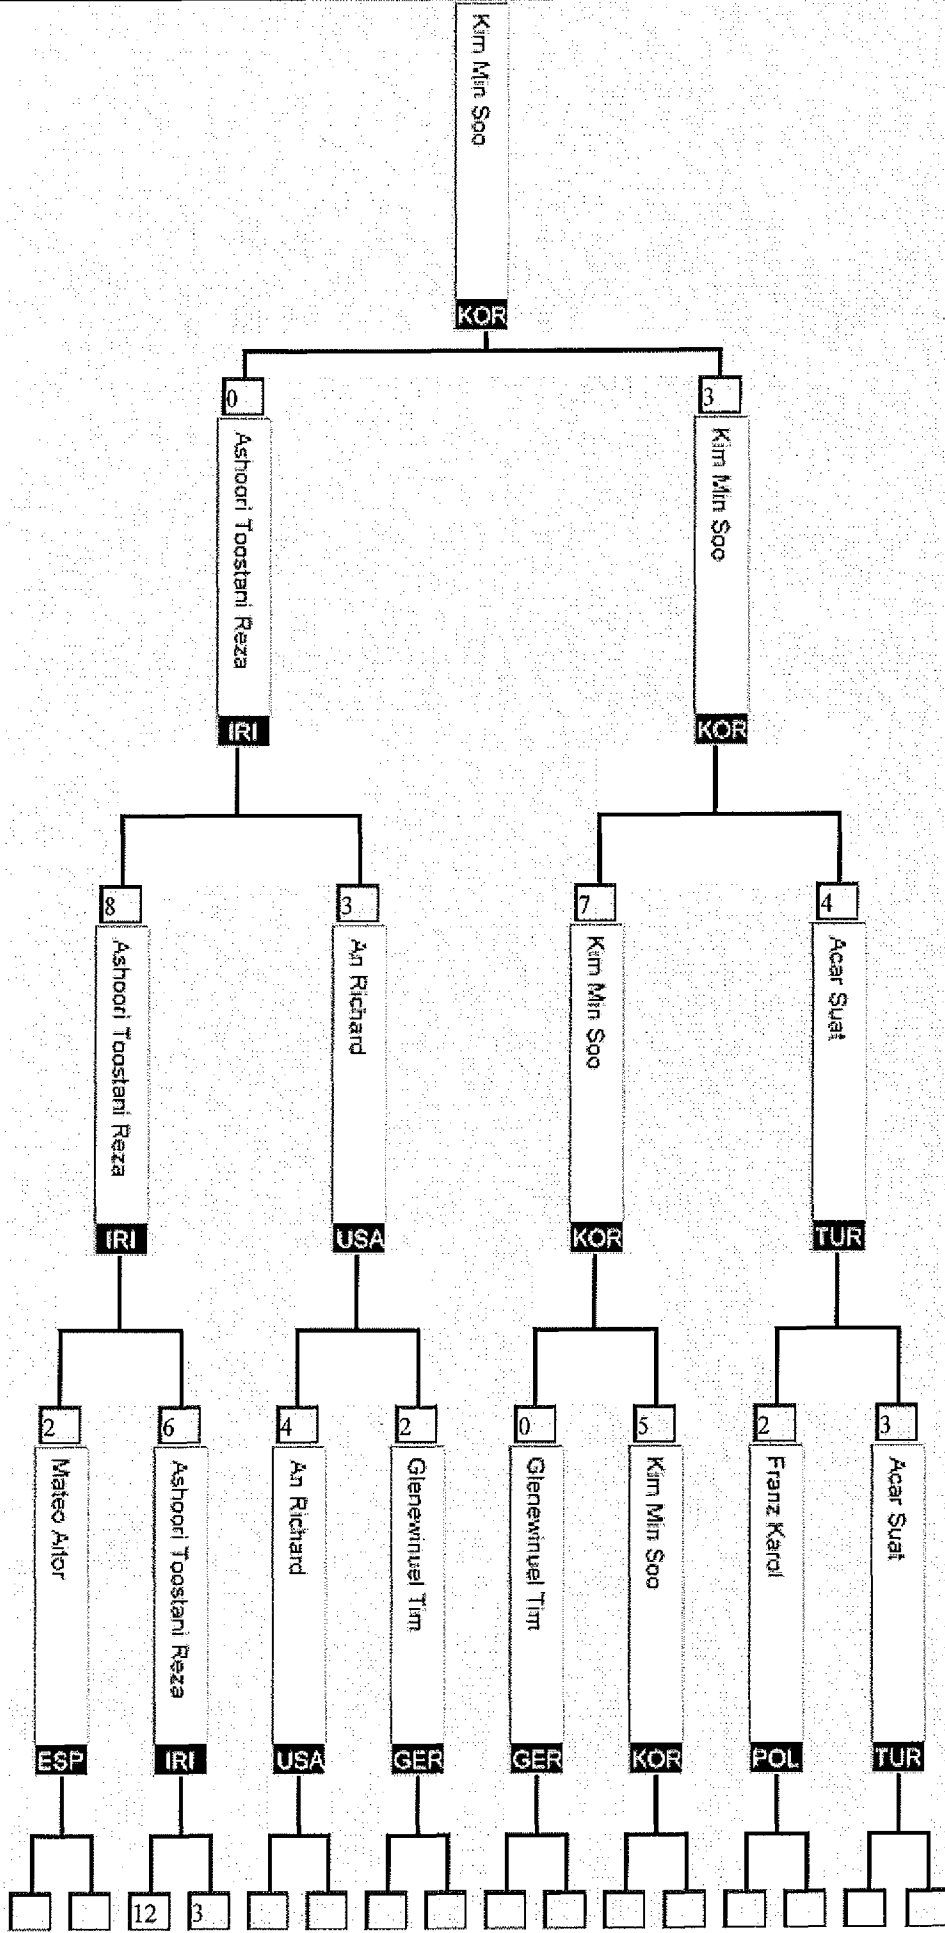 Kim Min Soo
KOR
0
Ashoori Toostani Reza
IRI
3
Kim Min Soo
KOR
8
Ashoori Toostani Reza
IRI
3
An Richard
USA
7
Kim Min Soo
KOR
4
Acar Suat
TUR
2
Mateo Aitor
ESP
6
Ashoori Toostani Reza
IRI
4
An Richard
USA
2
Glenewinuel Tim
GER
0
Glenewinuel Tim
GER
5
Kim Min Soo
KOR
2
Franz Karol
POL
3
Acar Suat
TUR
12
3